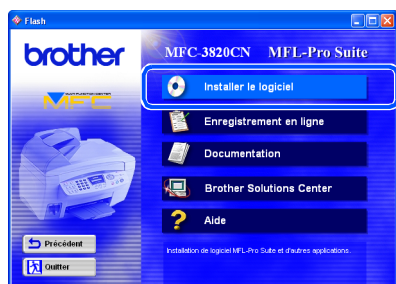 Flash
brother
MFC-3820CN MFL-Pro Suite
Installer le logiciel
MFC
Enregistrement en ligne
Documentation
Brother Solutions Center
Aide
Précédent
Quitter
Installation de logiciel MFL-Pro Suite et d'autres applications.